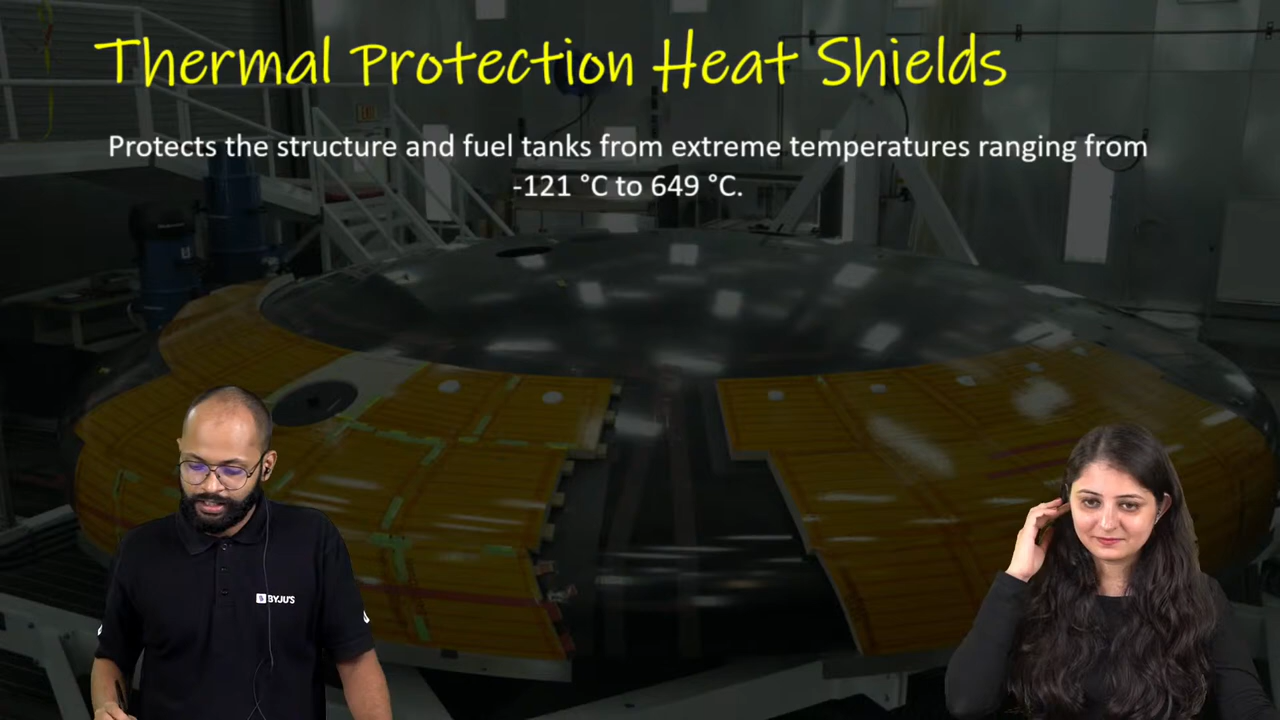 Thermal Protection Heat Shields
Protects the structure and fuel tanks from extreme temperatures ranging from
-121 °C to 649 °C.
BYJU'S